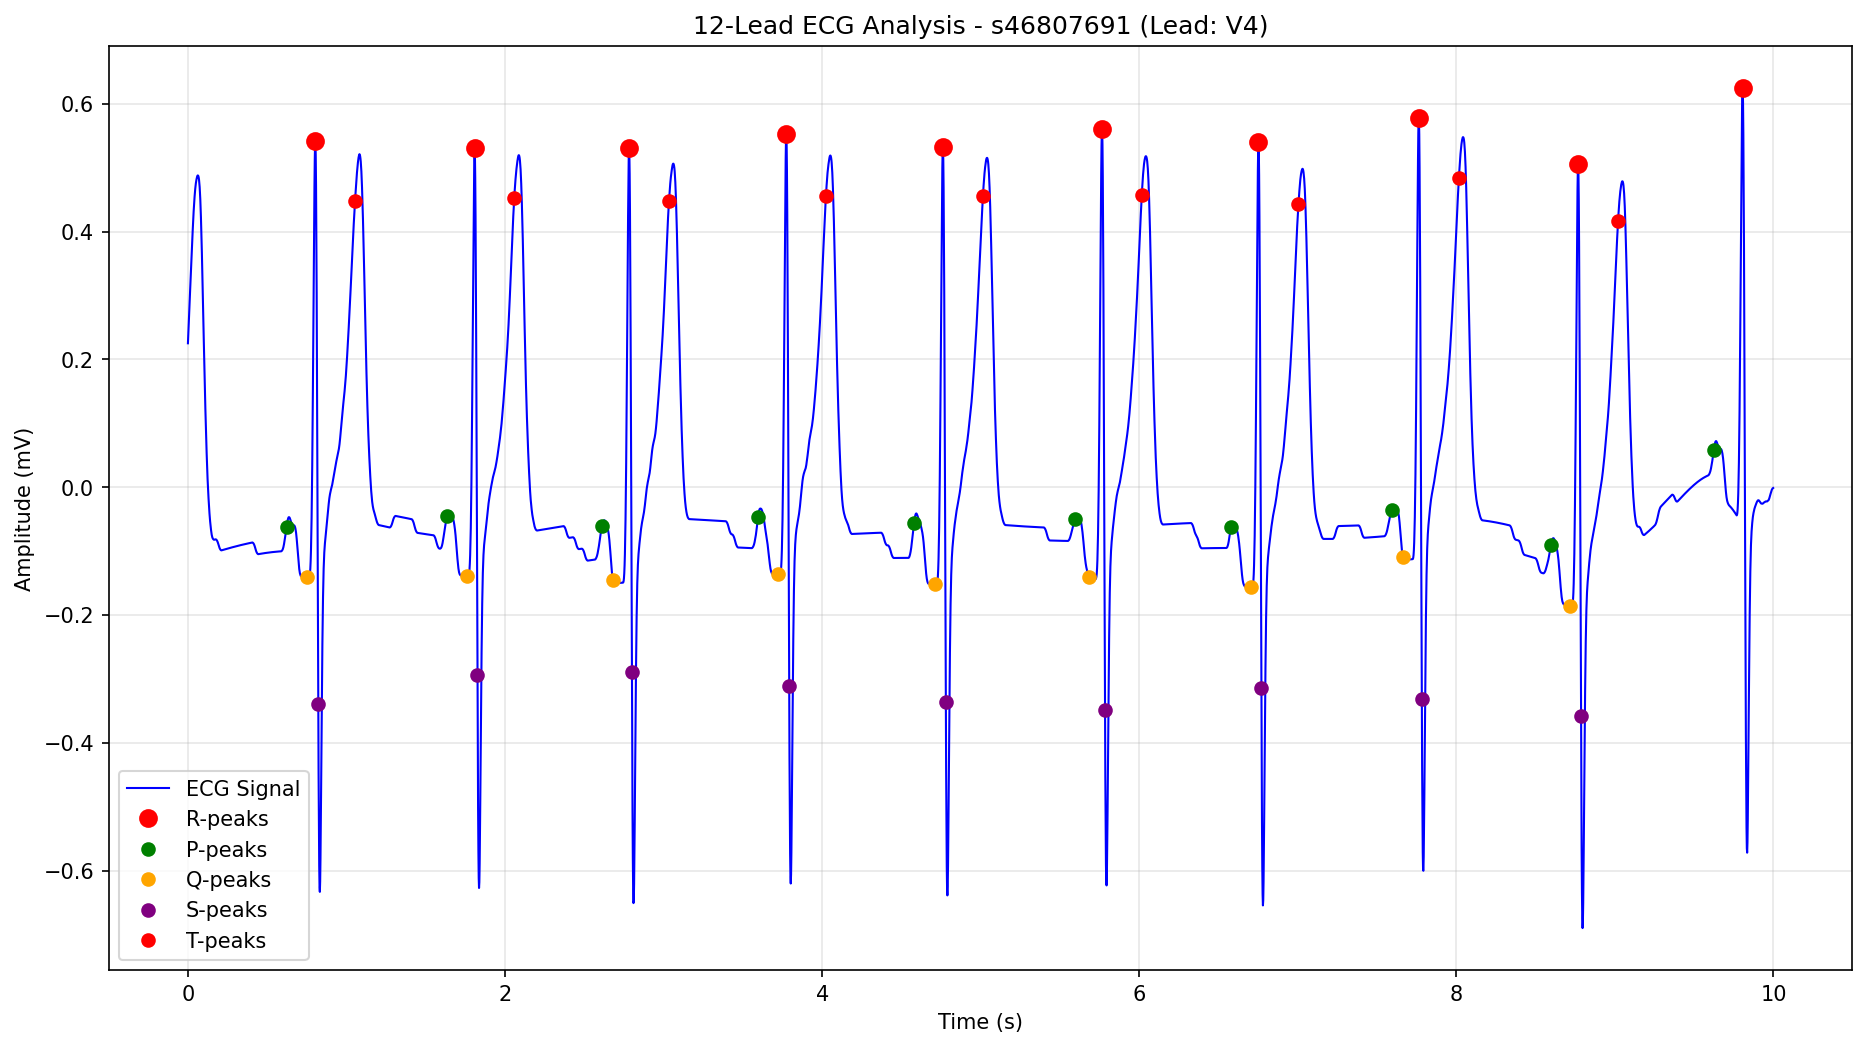 12-Lead ECG Analysis - s46807691 (Lead: V4)
Amplitude (mV)
0.6
0.4
0.2
0.0
−0.2
−0.4
−0.6
ECG Signal
R-peaks
P-peaks
Q-peaks
S-peaks
T-peaks
0 2 4 6 8 10
Time (s)